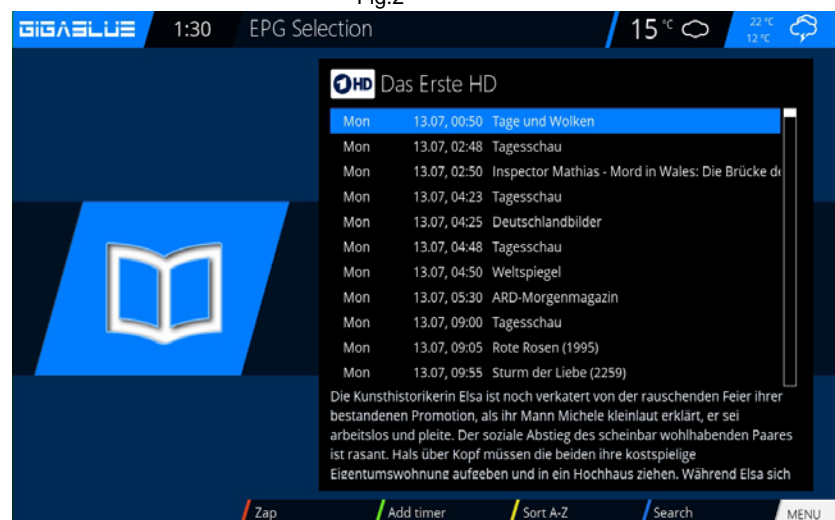 Fig.2
GIGABLUE 1:30 EPG Selection 15 °C 22 °C
12 °C
HD Das Erste HD
Mon 13.07, 00:50 Tage und Wolken
Mon 13.07, 02:48 Tagesschau
Mon 13.07, 02:50 Inspector Mathias - Mord in Wales: Die Brücke de
Mon 13.07, 04:23 Tagesschau
Mon 13.07, 04:25 Deutschlandbilder
Mon 13.07, 04:48 Tagesschau
Mon 13.07, 04:50 Weltspiegel
Mon 13.07, 05:30 ARD-Morgenmagazin
Mon 13.07, 09:00 Tagesschau
Mon 13.07, 09:05 Rote Rosen (1995)
Mon 13.07, 09:55 Sturm der Liebe (2259)
Die Kunsthistorikerin Elsa ist noch verkatert von der rauschenden Feier ihrer
bestandenen Promotion, als ihr Mann Michele kleinlaut erklärt, er sei
arbeitslos und pleite. Der soziale Abstieg des scheinbar wohlhabenden Paares
ist rasant. Hals über Kopf müssen die beiden ihre kostspielige
Eigentumswohnung aufgeben und in ein Hochhaus ziehen. Während Elsa sich
Zap Add timer Sort A-Z Search MENU